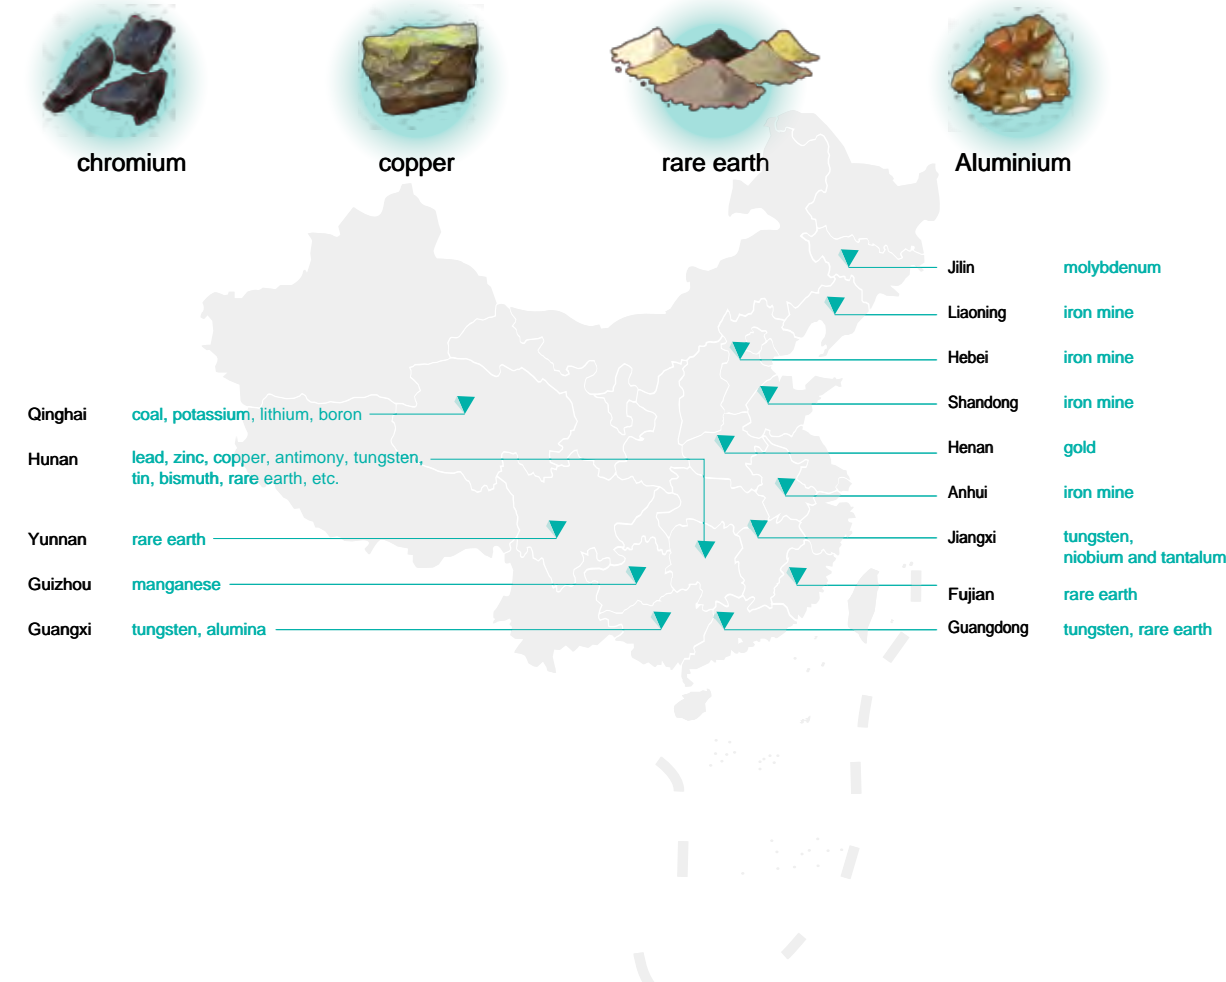 chromium
copper
rare earth
Aluminium
Jilin molybdenum
Liaoning iron mine
Hebei iron mine
Shandong iron mine
Qinghai coal, potassium, lithium, boron
Henan gold
Hunan lead, zinc, copper, antimony, tungsten,
tin, bismuth, rare earth, etc.
Anhui iron mine
Yunnan rare earth
Jiangxi tungsten,
niobium and tantalum
Guizhou manganese
Fujian rare earth
Guangxi tungsten, alumina
Guangdong tungsten, rare earth